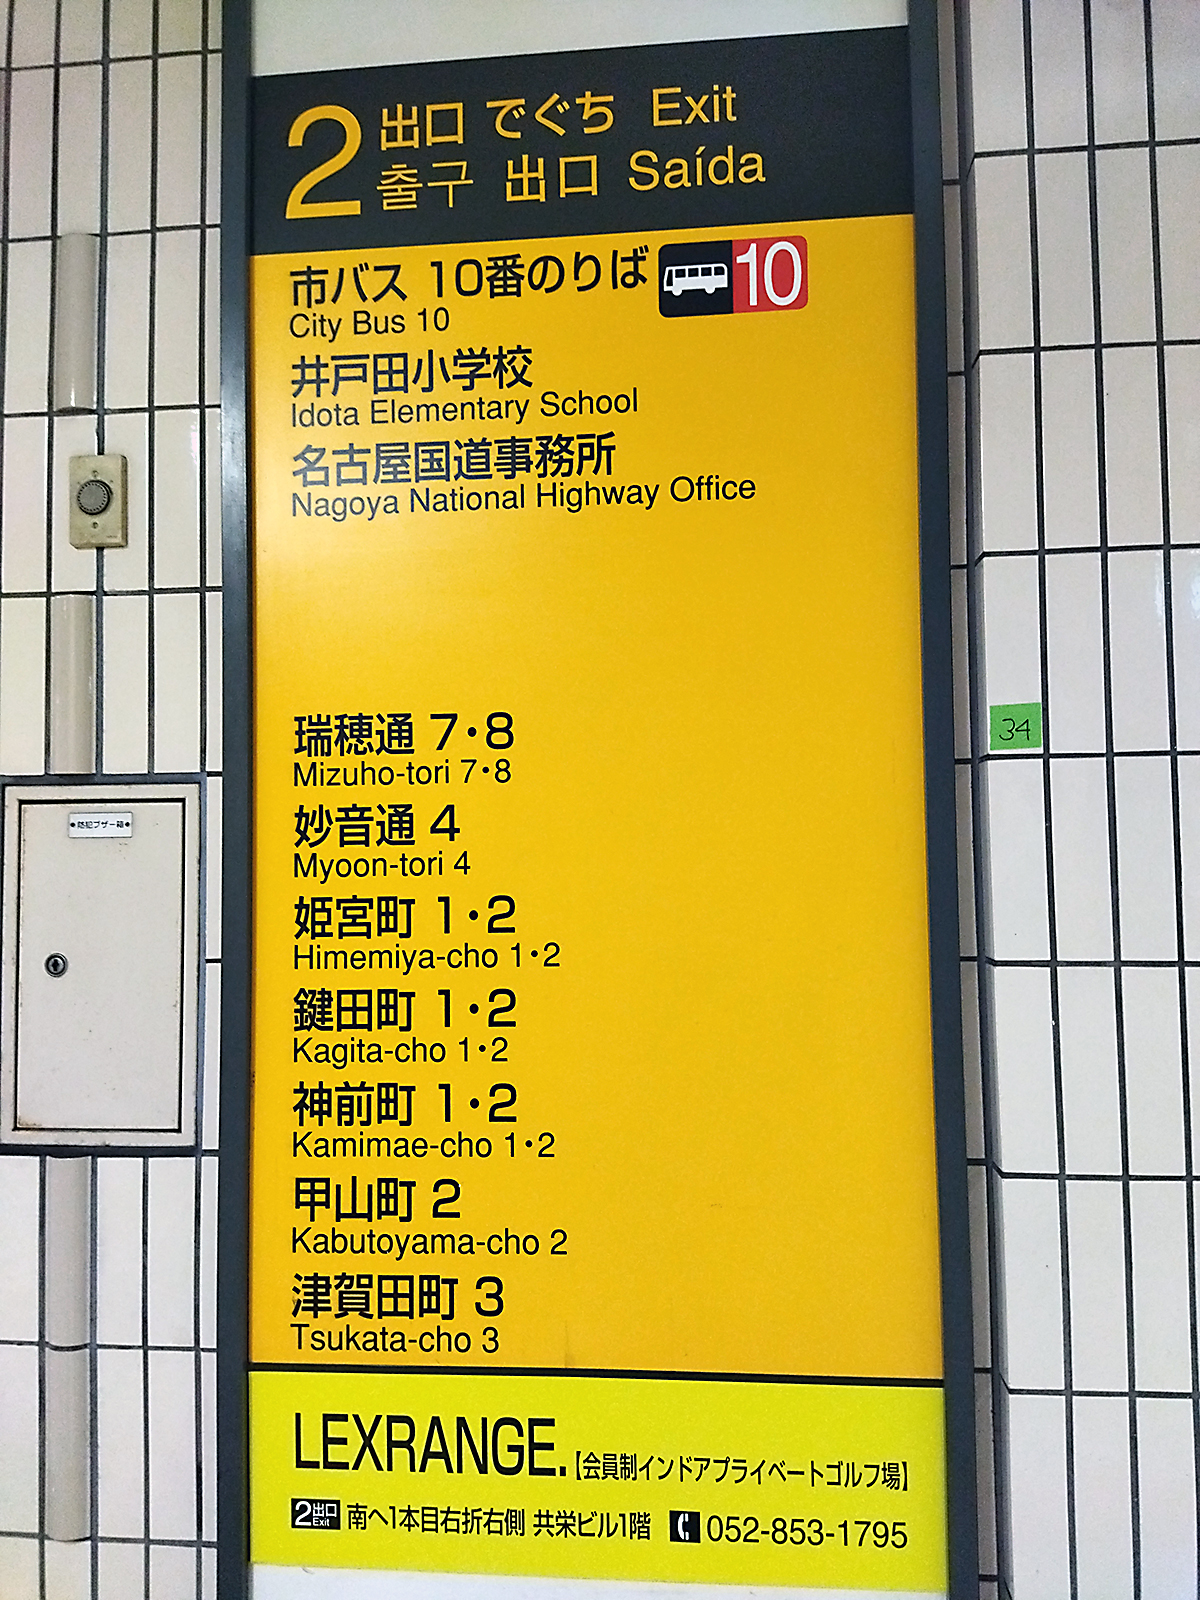 2 出口 でぐち Exit
출구 出口 Saída
市バス 10番のりば 10
City Bus 10
井戸田小学校
Idota Elementary School
名古屋国道事務所
Nagoya National Highway Office
瑞穂通 7・8
Mizuho-tori 7・8
妙音通 4
Myoon-tori 4
姫宮町 1・2
Himemiya-cho 1・2
鍵田町 1・2
Kagita-cho 1・2
神前町 1・2
Kamimae-cho 1・2
甲山町 2
Kabutoyama-cho 2
津賀田町 3
Tsukata-cho 3
LEXRANGE.【会員制インドアプライベートゴルフ場】
2出口 Exit 南へ1本目右折右側 共栄ビル1階 052-853-1795
防犯ブザー箱
34